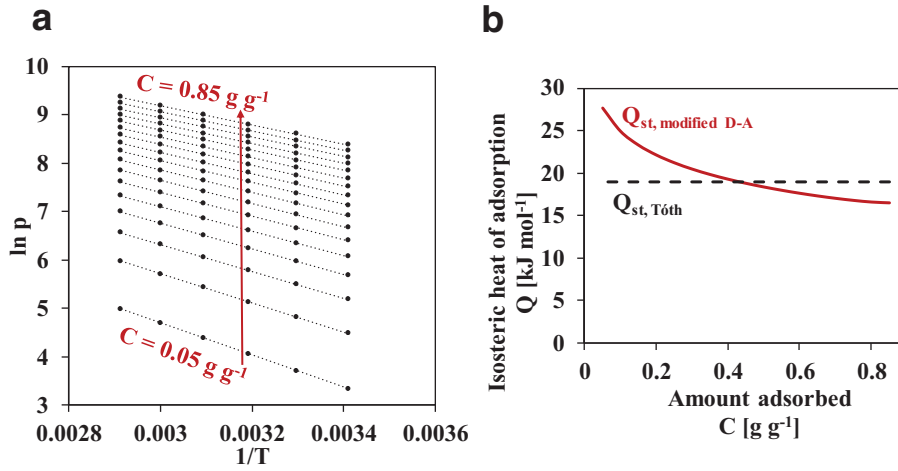 a
ln p
10
9
8
7
6
5
4
3
C = 0.85 g g⁻¹
C = 0.05 g g⁻¹
0.0028 0.003 0.0032 0.0034 0.0036
1/T
b
Isosteric heat of adsorption
Q [kJ mol⁻¹]
30
25
20
15
10
5
0
Qst, modified D-A
Qst, Tóth
0 0.2 0.4 0.6 0.8
Amount adsorbed
C [g g⁻¹]